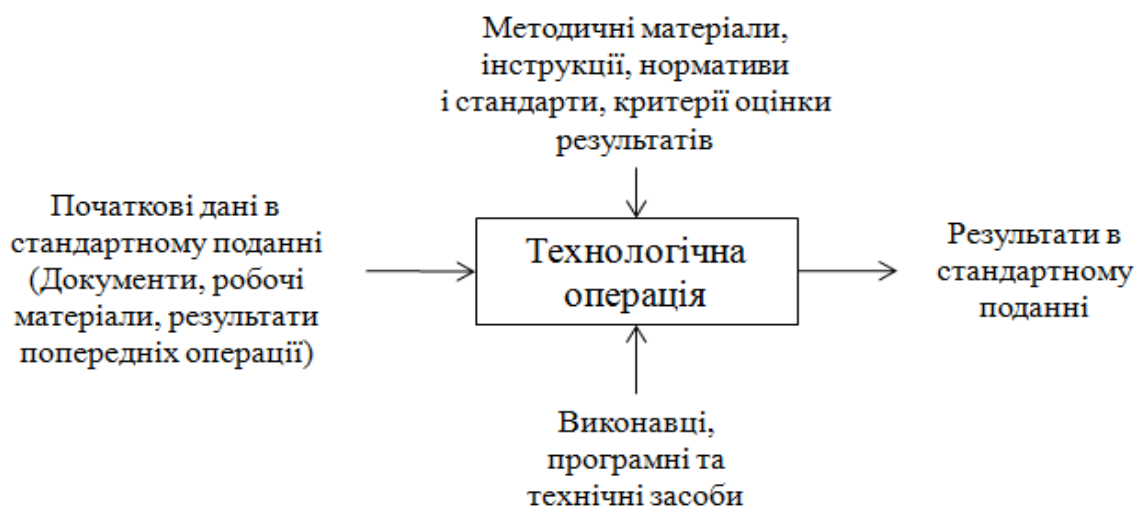 Методичні матеріали,
інструкції, нормативи
і стандарти, критерії оцінки
результатів
Початкові дані в
стандартному поданні
(Документи, робочі
матеріали, результати
попередніх операції)
Технологічна
операція
Результати в
стандартному
поданні
Виконавці,
програмні та
технічні засоби